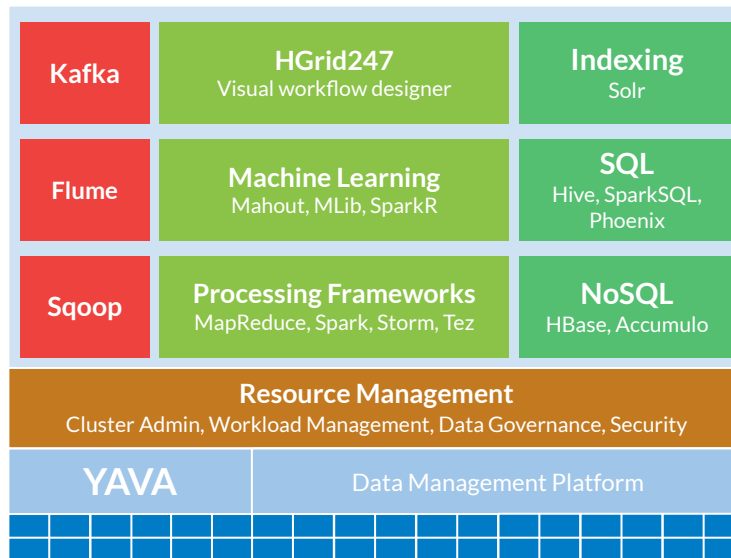 Kafka
HGrid247
Visual workflow designer
Indexing
Solr
Flume
Machine Learning
Mahout, MLib, SparkR
SQL
Hive, SparkSQL,
Phoenix
Sqoop
Processing Frameworks
MapReduce, Spark, Storm, Tez
NoSQL
HBase, Accumulo
Resource Management
Cluster Admin, Workload Management, Data Governance, Security
YAVA
Data Management Platform